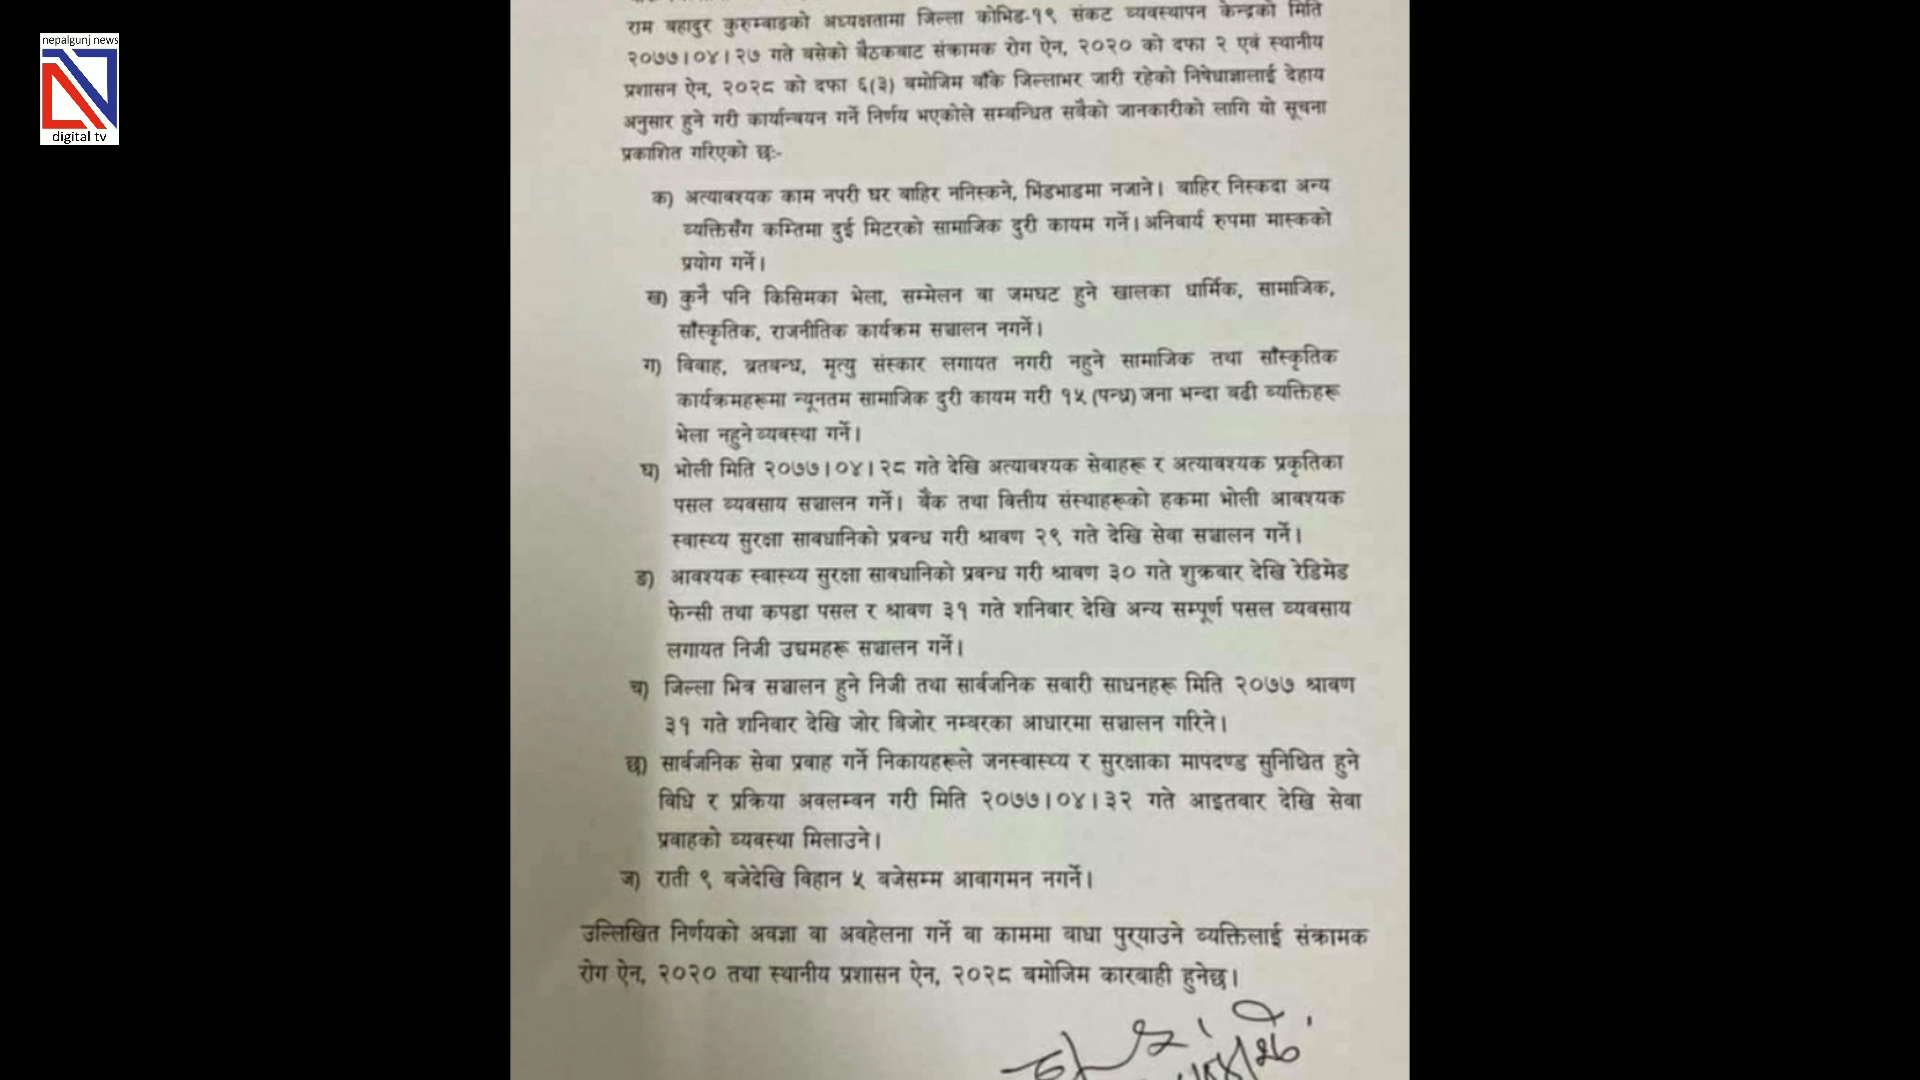 nepalgunj news
digital tv
राम बहादुर कुरुम्वाङको अध्यक्षतामा जिल्ला कोभिड-१९ संकट व्यवस्थापन केन्द्रको मिति
२०७७।०४।२७ गते बसेको बैठकबाट संक्रामक रोग ऐन, २०२० को दफा २ एवं स्थानीय
प्रशासन ऐन, २०२८ को दफा ६(३) बमोजिम बाँके जिल्लाभर जारी रहेको निषेधाज्ञालाई देहाय
अनुसार हुने गरी कार्यान्वयन गर्ने निर्णय भएकोले सम्बन्धित सबैको जानकारीको लागि यो सूचना
प्रकाशित गरिएको छः-
क) अत्यावश्यक काम नपरी घर बाहिर ननिस्कने, भिडभाडमा नजाने। बाहिर निस्कदा अन्य
व्यक्तिसँग कम्तिमा दुई मिटरको सामाजिक दुरी कायम गर्ने। अनिवार्य रुपमा मास्कको
प्रयोग गर्ने।
ख) कुनै पनि किसिमका भेला, सम्मेलन वा जमघट हुने खालका धार्मिक, सामाजिक,
साँस्कृतिक, राजनीतिक कार्यक्रम सञ्चालन नगर्ने।
ग) विवाह, ब्रतबन्ध, मृत्यु संस्कार लगायत नगरी नहुने सामाजिक तथा साँस्कृतिक
कार्यक्रमहरूमा न्यूनतम सामाजिक दुरी कायम गरी १५ (पन्ध्र) जना भन्दा बढी व्यक्तिहरू
भेला नहुने व्यवस्था गर्ने।
घ) भोली मिति २०७७।०४।२८ गते देखि अत्यावश्यक सेवाहरू र अत्यावश्यक प्रकृतिका
पसल व्यवसाय सञ्चालन गर्ने। बैंक तथा वित्तीय संस्थाहरूको हकमा भोली आवश्यक
स्वास्थ्य सुरक्षा सावधानिको प्रबन्ध गरी श्रावण २९ गते देखि सेवा सञ्चालन गर्ने।
ङ) आवश्यक स्वास्थ्य सुरक्षा सावधानिको प्रबन्ध गरी श्रावण ३० गते शुक्रबार देखि रेडिमेड
फेन्सी तथा कपडा पसल र श्रावण ३१ गते शनिवार देखि अन्य सम्पूर्ण पसल व्यवसाय
लगायत निजी उद्यमहरू सञ्चालन गर्ने।
च) जिल्ला भित्र सञ्चालन हुने निजी तथा सार्वजनिक सवारी साधनहरू मिति २०७७ श्रावण
३१ गते शनिवार देखि जोर बिजोर नम्बरका आधारमा सञ्चालन गरिने।
छ) सार्वजनिक सेवा प्रवाह गर्ने निकायहरूले जनस्वास्थ्य र सुरक्षाका मापदण्ड सुनिश्चित हुने
विधि र प्रक्रिया अवलम्बन गरी मिति २०७७।०४।३२ गते आइतवार देखि सेवा
प्रवाहको व्यवस्था मिलाउने।
ज) राती ९ बजेदेखि विहान ५ बजेसम्म आवागमन नगर्ने।
उल्लिखित निर्णयको अवज्ञा वा अवहेलना गर्ने वा काममा बाधा पुर्‍याउने व्यक्तिलाई संक्रामक
रोग ऐन, २०२० तथा स्थानीय प्रशासन ऐन, २०२८ बमोजिम कारबाही हुनेछ।